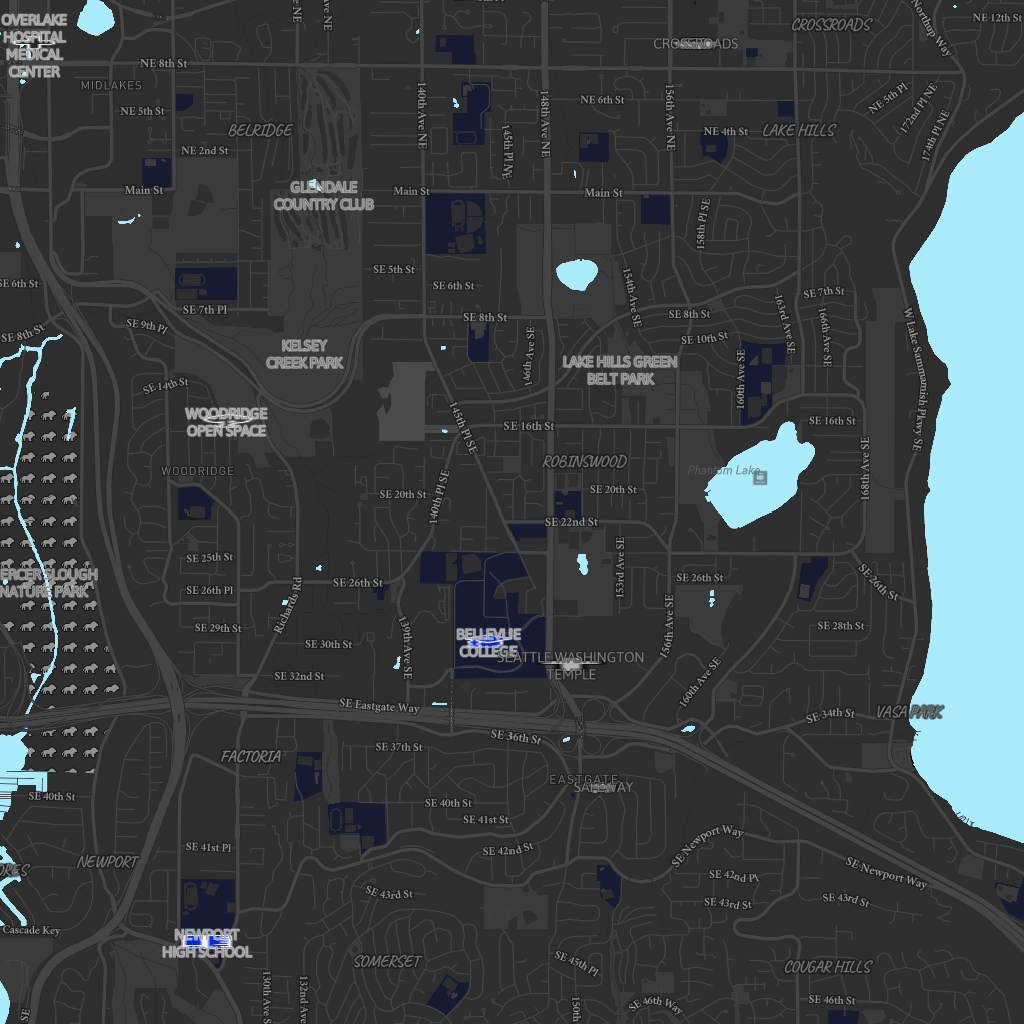 OVERLAKE
HOSPITAL
MEDICAL
CENTER
CROSSROADS
NE 12th St
Northup Way
CROSSROADS
NE 8th St
MIDLAKES
140th Ave NE
148th Ave NE
156th Ave NE
NE 6th St
NE 5th Pl
172nd Pl NE
174th Pl NE
NE 5th St
BELRIDGE
145th Pl NE
NE 4th St
LAKE HILLS
NE 2nd St
Main St
GLENDALE
COUNTRY CLUB
Main St
Main St
158th Pl SE
SE 5th St
SE 6th St
154th Ave SE
SE 7th St
SE 6th St
SE 7th Pl
SE 8th St
SE 8th St
163rd Ave SE
166th Ave SE
W Lake Sammamish Pkwy SE
SE 8th St
SE 9th Pl
KELSEY
CREEK PARK
146th Ave SE
SE 10th St
LAKE HILLS GREEN
BELT PARK
160th Ave SE
SE 14th St
WOODRIDGE
OPEN SPACE
145th Pl SE
SE 16th St
SE 16th St
168th Ave SE
WOODRIDGE
ROBINSWOOD
Phantom Lake
140th Pl SE
SE 20th St
SE 20th St
SE 22nd St
SE 25th St
153rd Ave SE
SE 26th St
SE 26th St
SE 26th St
NATURE PARK
SE 26th Pl
Richards Rd
SE 29th St
139th Ave SE
SE 30th St
BELLEVUE
COLLEGE
156th Ave SE
SE 28th St
SEATTLE WASHINGTON
TEMPLE
SE 32nd St
160th Ave SE
SE Eastgate Way
SE 34th St
VASA PARK
SE 36th St
SE 37th St
FACTORIA
EASTGATE
SAFEWAY
SE 40th St
SE 40th St
SE 41st St
SE Newport Way
SE 41st Pl
SE 42nd St
NEWPORT
SE Newport Way
SE 42nd Pl
SE 43rd St
SE 43rd St
SE 43rd St
Cascade Key
NEWPORT
HIGH SCHOOL
SOMERSET
SE 45th Pl
COUGAR HILLS
130th Ave S
132nd Ave
150th
SE 46th Way
SE 46th St
SE